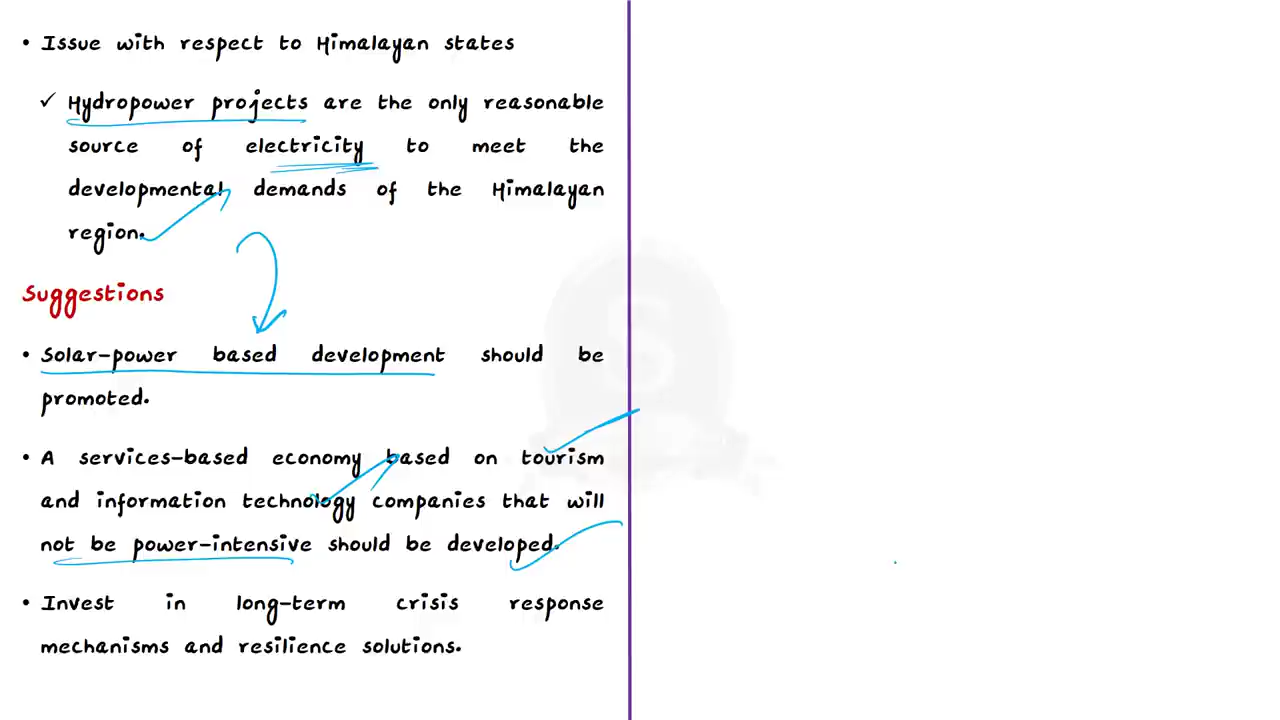 • Issue with respect to Himalayan states
✓ Hydropower projects are the only reasonable
source of electricity to meet the
developmental demands of the Himalayan
region.
Suggestions
• Solar-power based development should be
promoted.
• A services-based economy based on tourism
and information technology companies that will
not be power-intensive should be developed.
• Invest in long-term crisis response
mechanisms and resilience solutions.